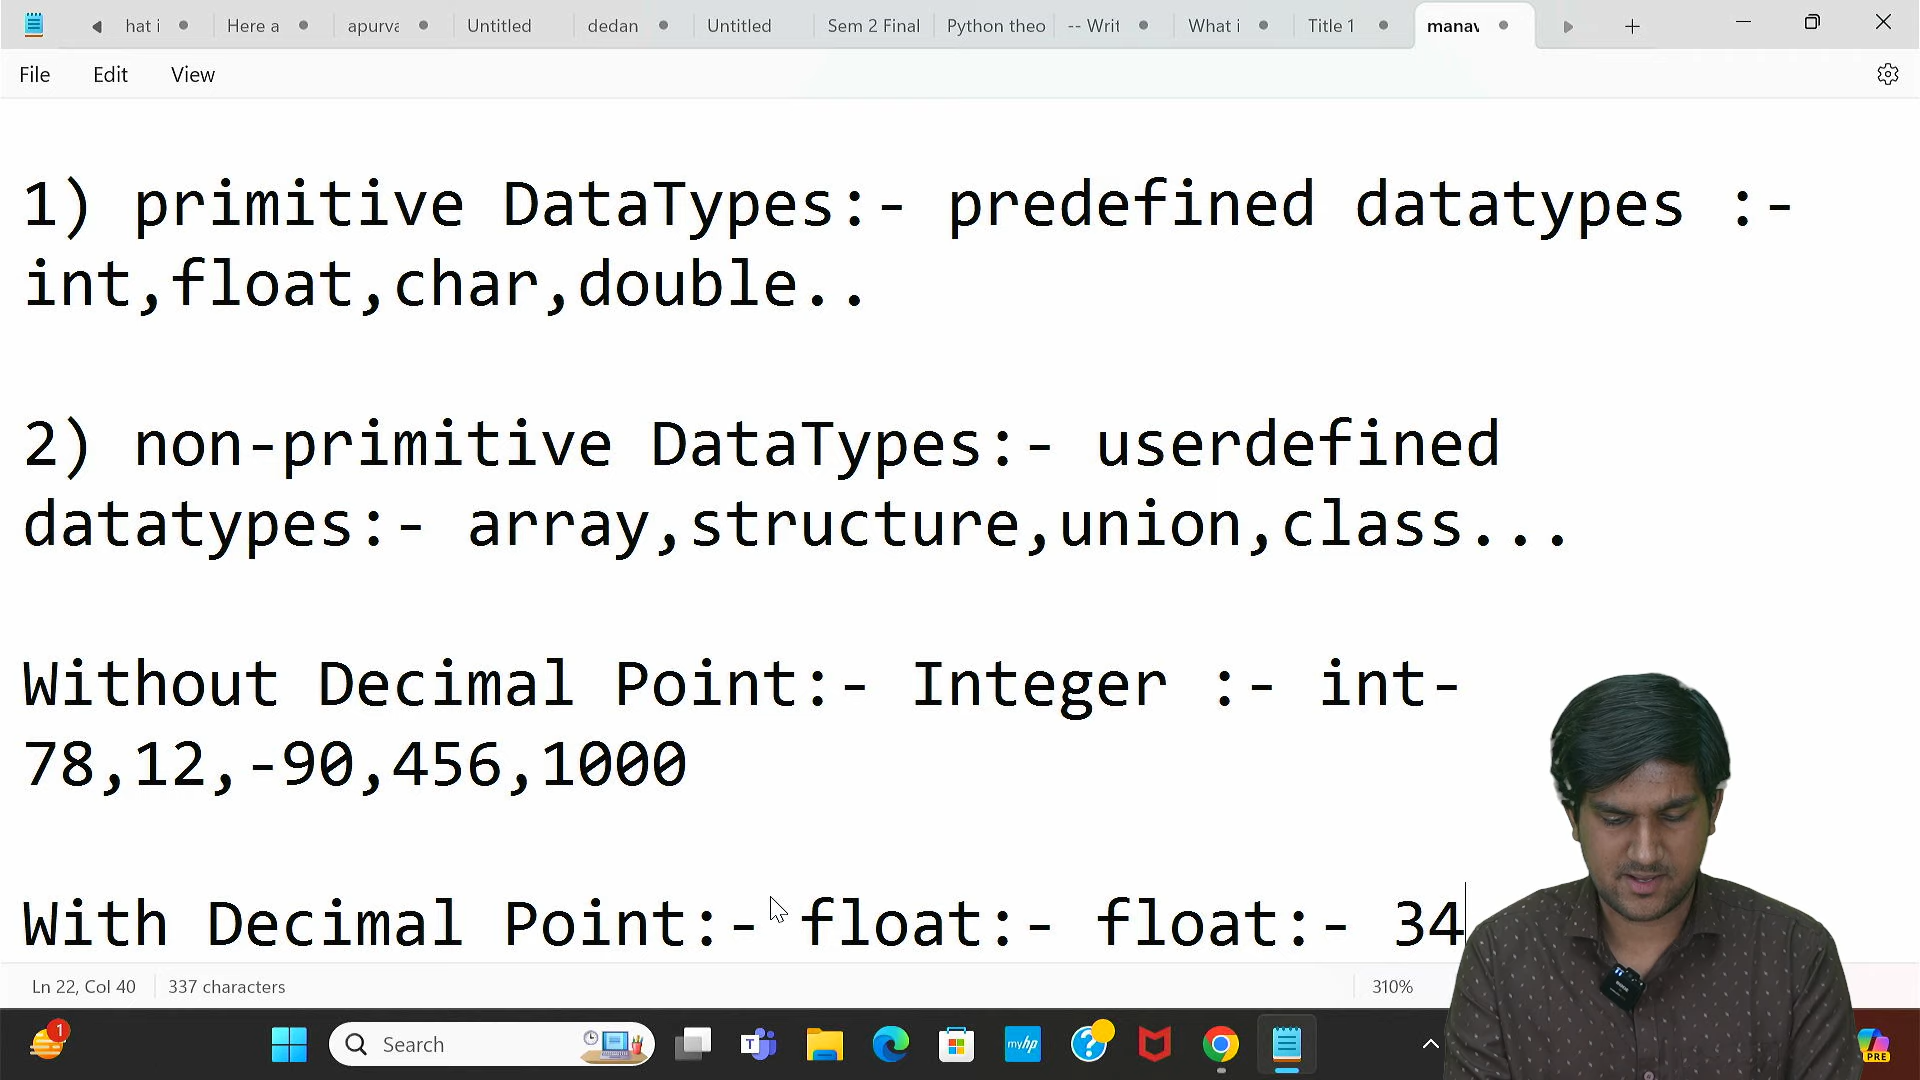 hat i
Here a
apurva
Untitled
dedan
Untitled
Sem 2 Final
Python theo
-- Writ
What i
Title 1
manav
File
Edit
View
1) primitive DataTypes:- predefined datatypes :-
int,float,char,double..
2) non-primitive DataTypes:- userdefined
datatypes:- array,structure,union,class...
Without Decimal Point:- Integer :- int-
78,12,-90,456,1000
With Decimal Point:- float:- float:- 34
Ln 22, Col 40
337 characters
310%
1
Search
T
myhp
?
PRE